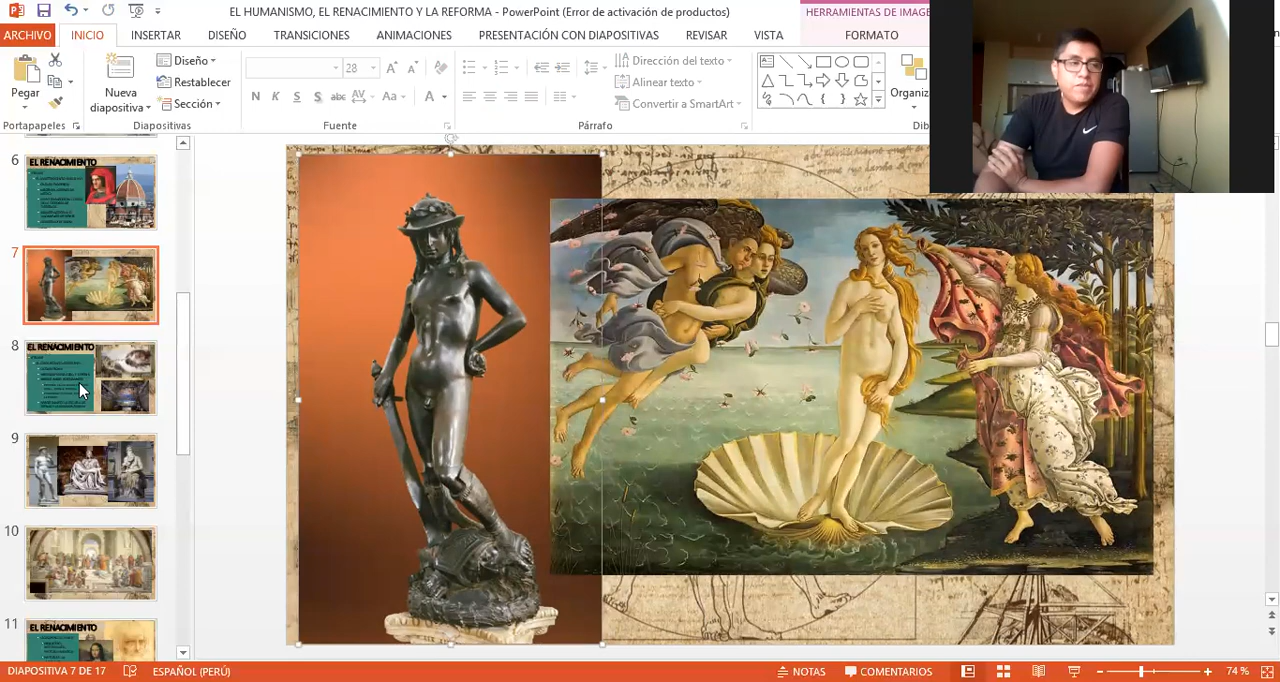 EL HUMANISMO, EL RENACIMIENTO Y LA REFORMA - PowerPoint (Error de activación de productos)
HERRAMIENTAS DE IMAGE
ARCHIVO INICIO INSERTAR DISEÑO TRANSICIONES ANIMACIONES PRESENTACIÓN CON DIAPOSITIVAS REVISAR VISTA FORMATO
Pegar
Nueva
diapositiva
Diseño
Restablecer
Sección
28
N K S S abc AV Aa A
Dirección del texto
Alinear texto
Convertir a SmartArt
Organiz
Portapapeles Diapositivas Fuente Párrafo Dib
6
EL RENACIMIENTO
7
8
EL RENACIMIENTO
9
10
11
EL RENACIMIENTO
DIAPOSITIVA 7 DE 17 ESPAÑOL (PERÚ) NOTAS COMENTARIOS 74 %